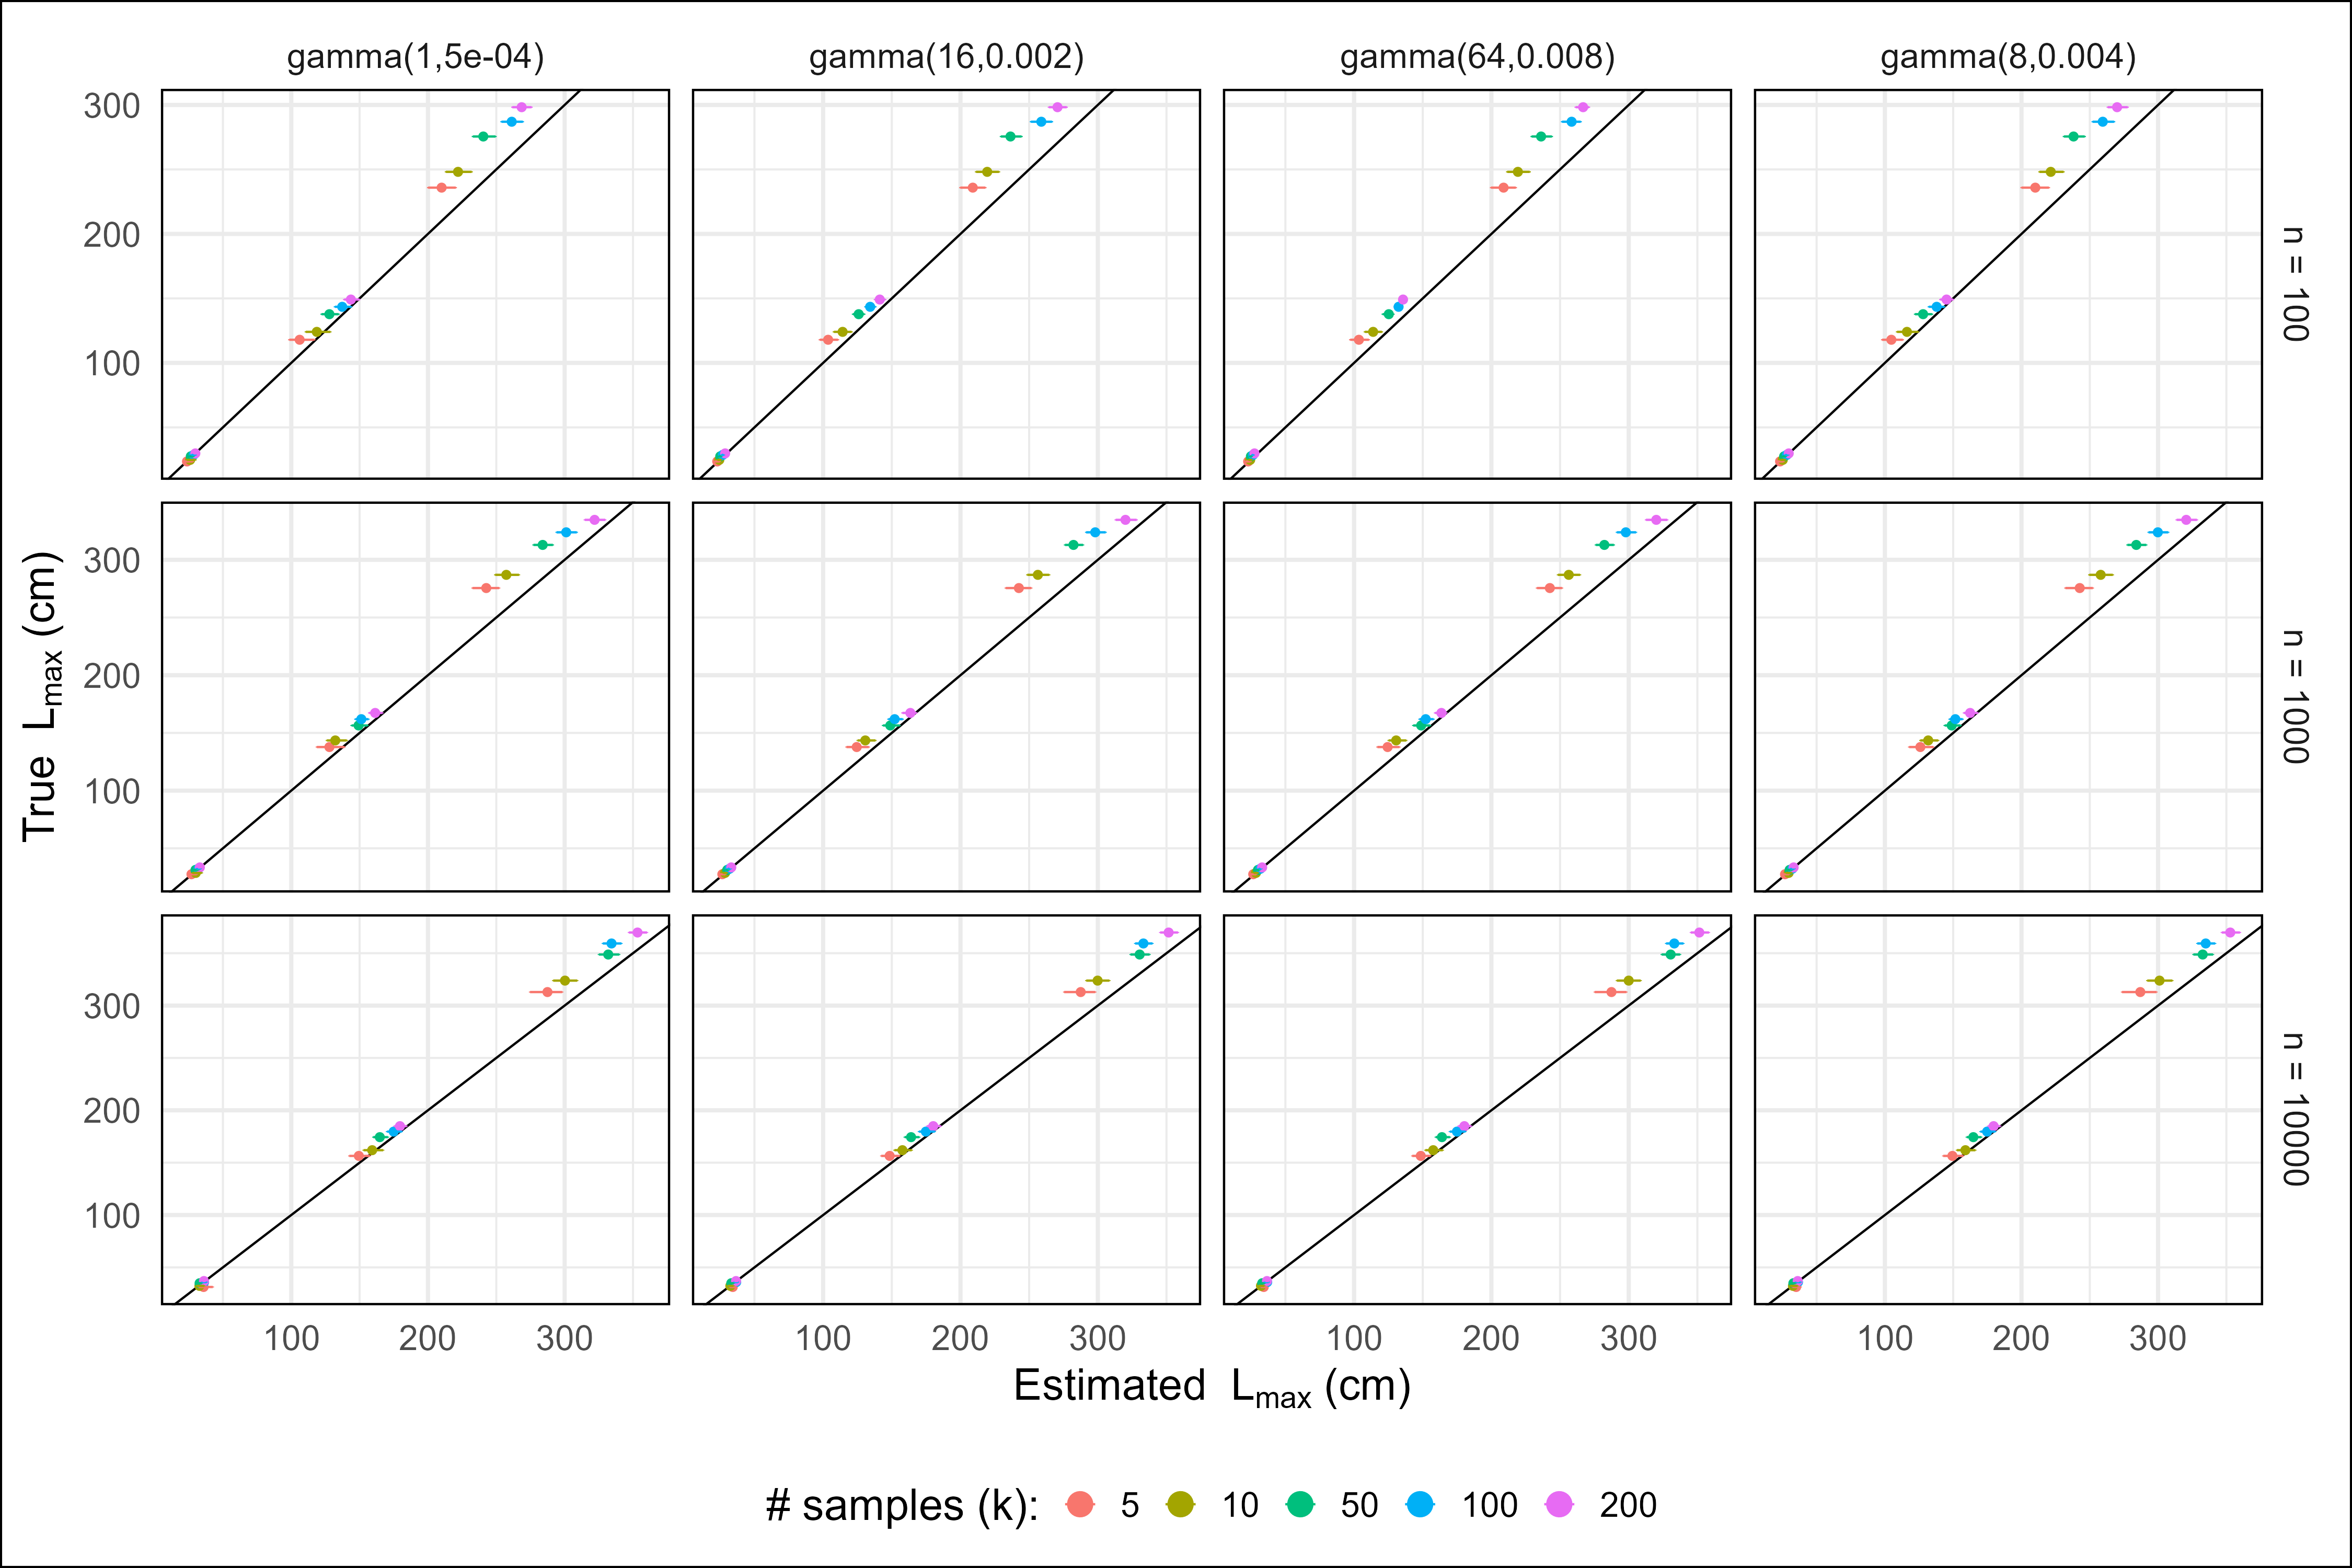 gamma(1,5e-04) gamma(16,0.002) gamma(64,0.008) gamma(8,0.004)
300
200
100
n = 100
300
200
100
n = 1000
300
200
100
n = 10000
True Lmax (cm)
100 200 300 100 200 300 100 200 300 100 200 300
Estimated Lmax (cm)
# samples (k): 5 10 50 100 200